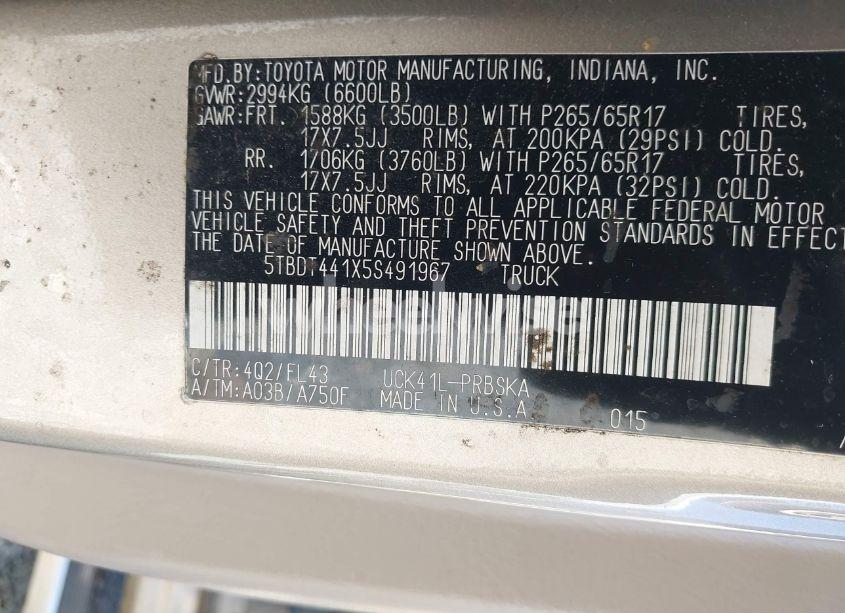 MFD.BY:TOYOTA MOTOR MANUFACTURING, INDIANA, INC.
GVWR:2994KG (6600LB)
GAWR:FRT. 1588KG (3500LB) WITH P265/65R17 TIRES,
17X7.5JJ RIMS, AT 200KPA (29PSI) COLD.
RR. 1706KG (3760LB) WITH P265/65R17 TIRES,
17X7.5JJ RIMS, AT 220KPA (32PSI) COLD.
THIS VEHICLE CONFORMS TO ALL APPLICABLE FEDERAL MOTOR
VEHICLE SAFETY AND THEFT PREVENTION STANDARDS IN EFFECT
THE DATE OF MANUFACTURE SHOWN ABOVE.
5TBDT441X5S491967 TRUCK
wheelwise
C/TR:4Q2/FL43 UCK41L-PRBSKA
A/TM:A03B/A750F MADE IN U.S.A 015